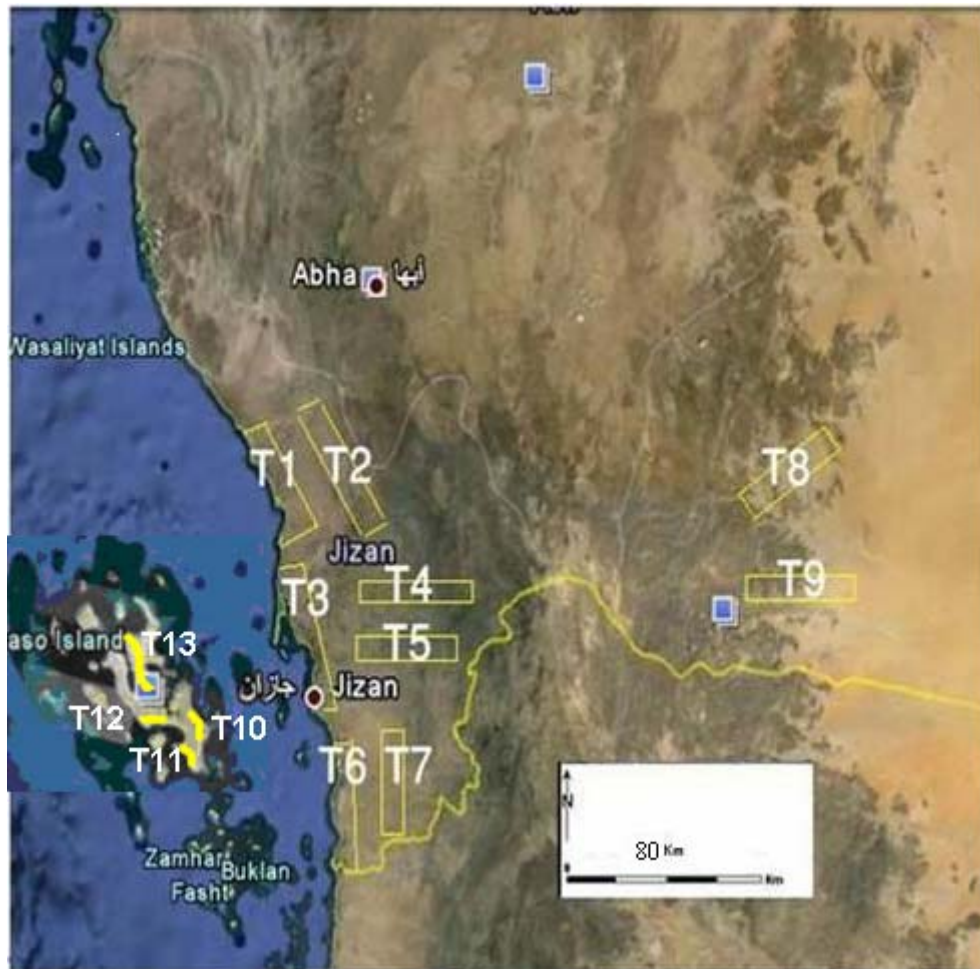 Abha أبها
Wasaliyat Islands
T1
T2
T8
Jizan
T3
T4
T9
T5
aso Island
T13
جازان Jizan
T12
T10
T11
T6
T7
N
80 Km
Km
Zamhar
Buklan
Fasht